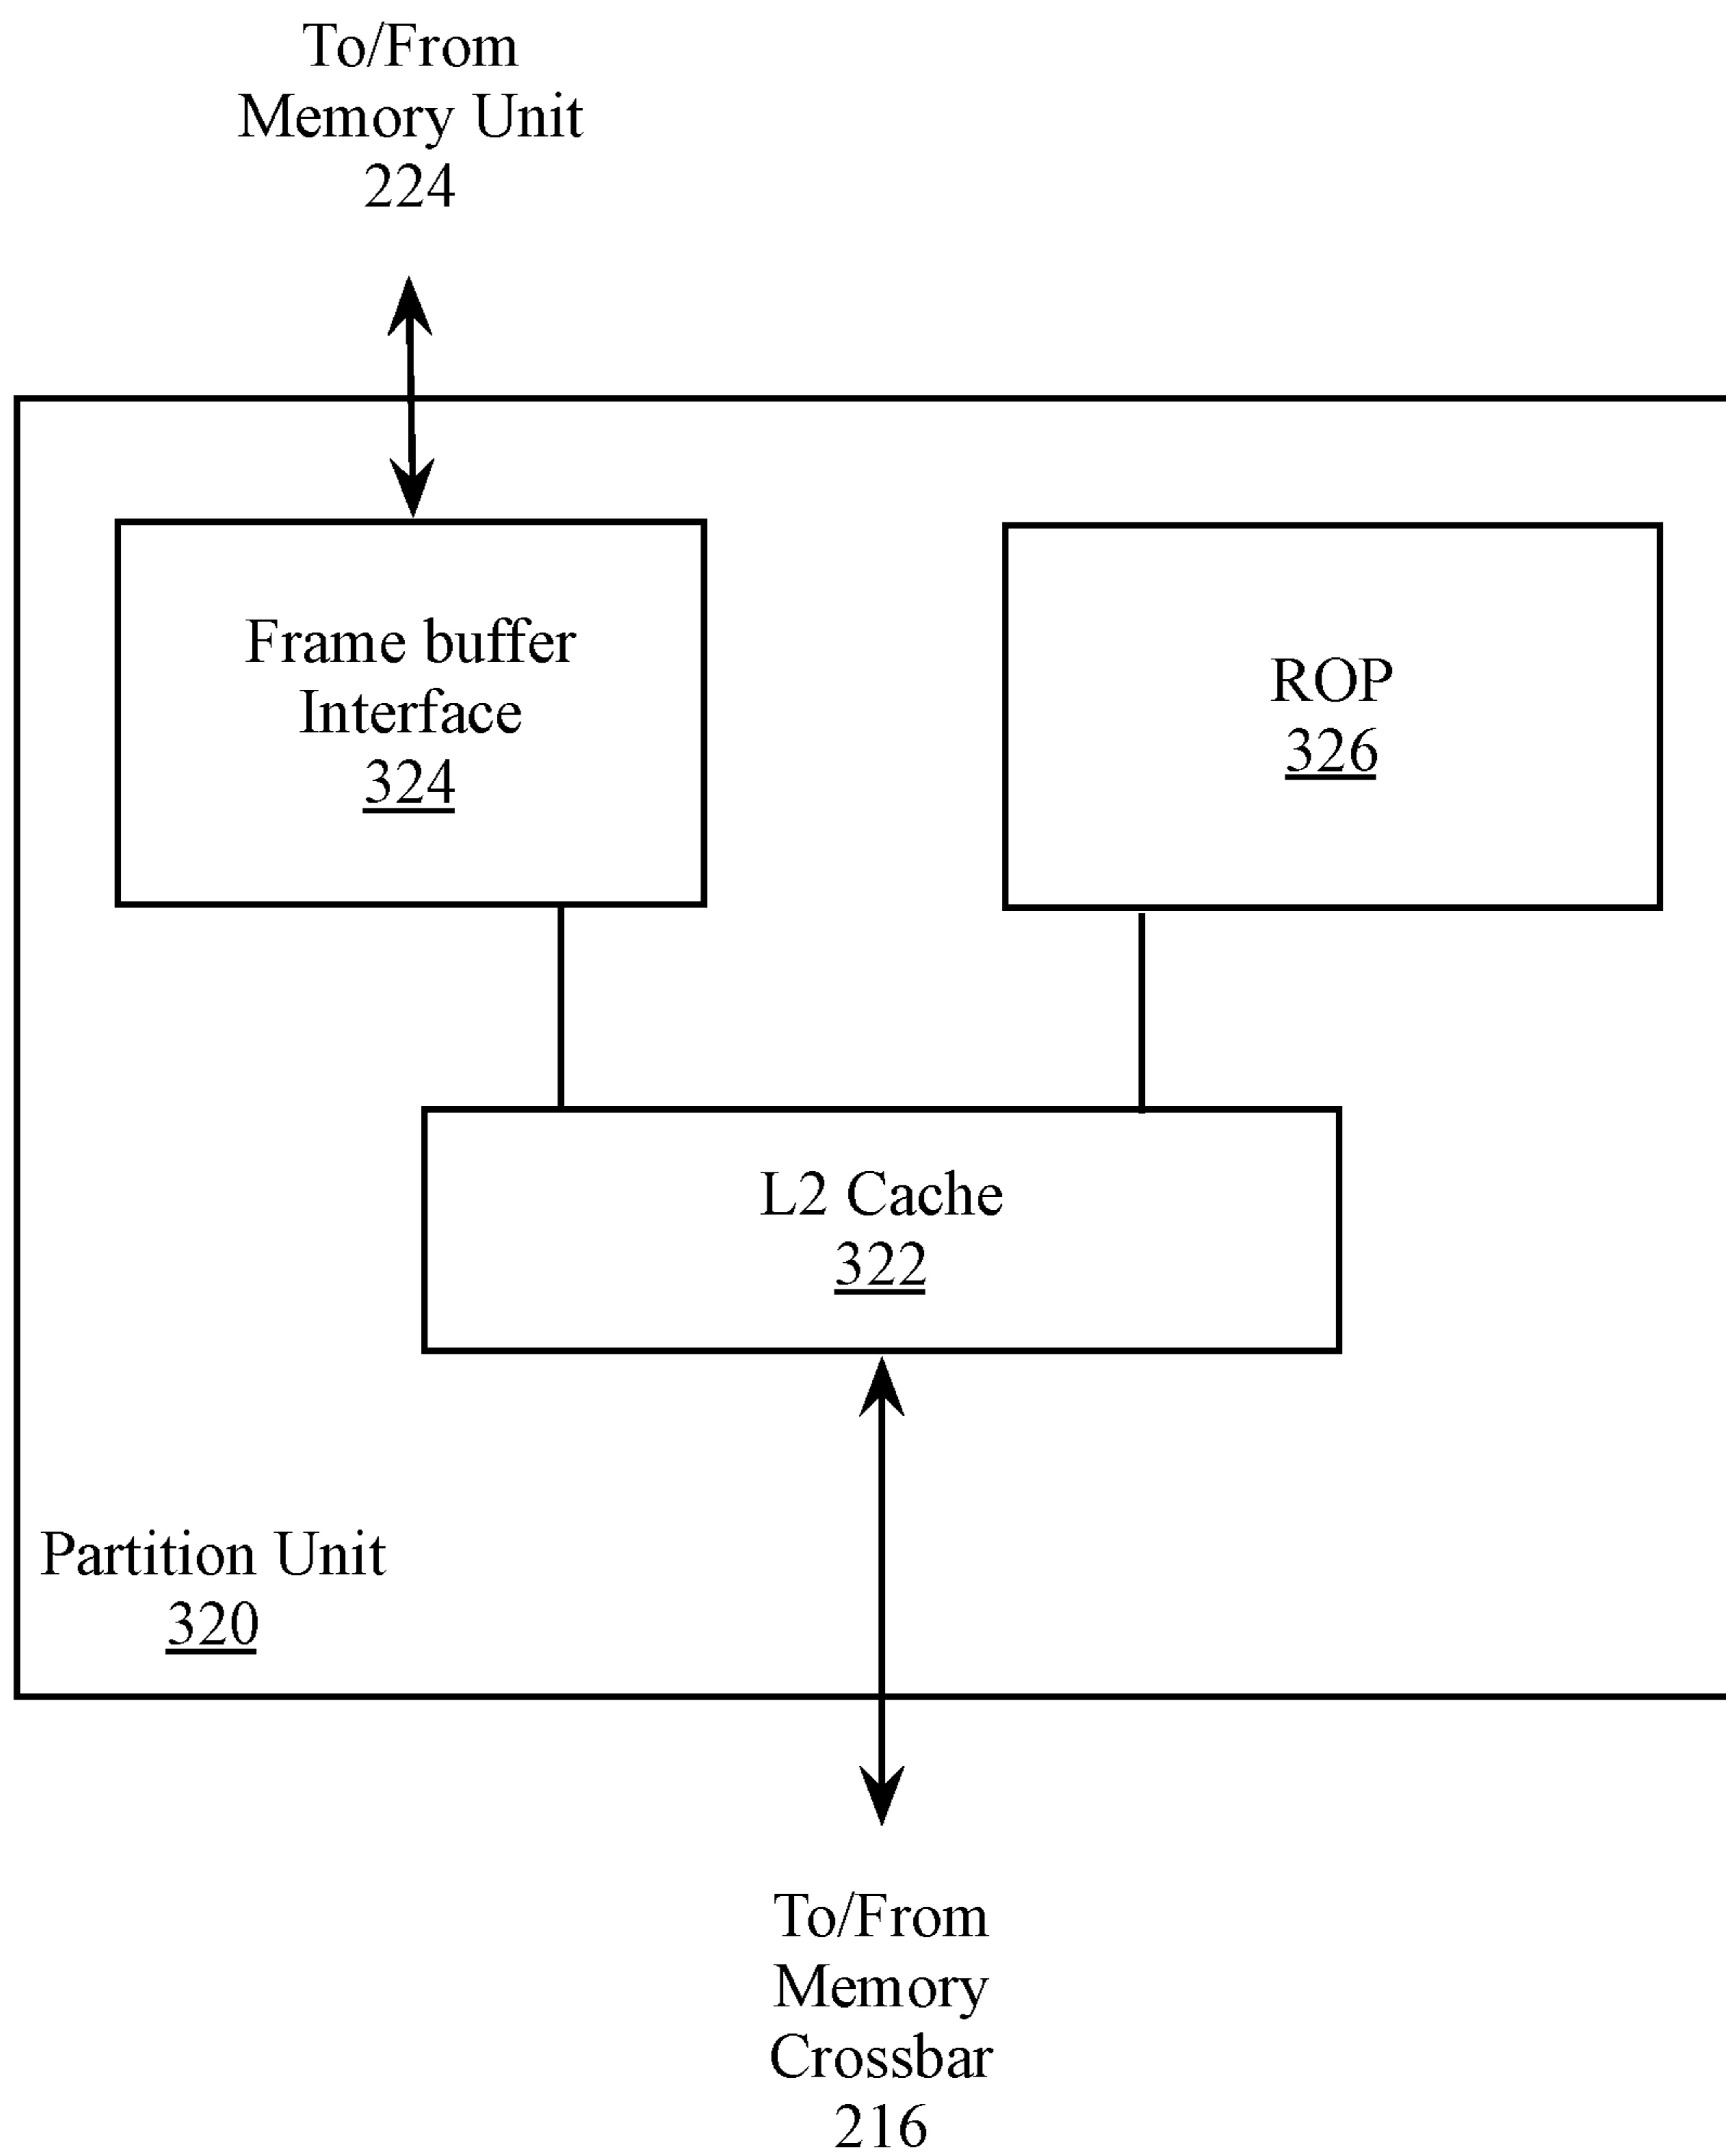 To/From
Memory Unit
224
Frame buffer
Interface
324
ROP
326
L2 Cache
322
Partition Unit
320
To/From
Memory
Crossbar
216